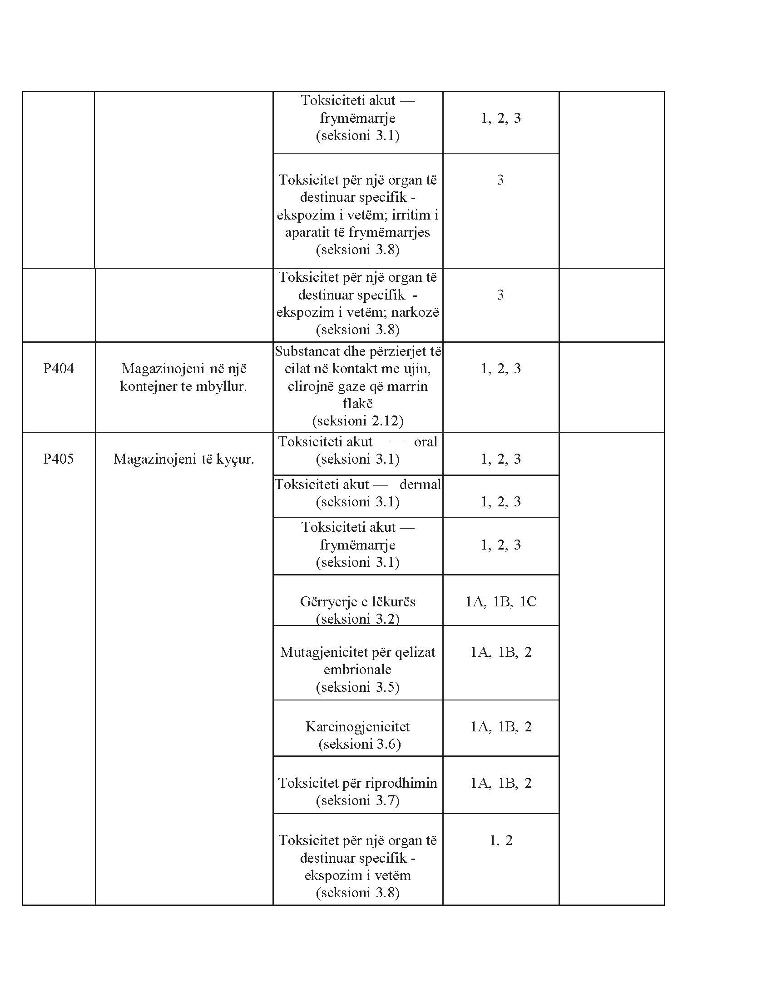 Toksiciteti akut —
frymëmarrje
(seksioni 3.1)
1, 2, 3
Toksicitet për një organ të
destinuar specifik -
ekspozim i vetëm; irritim i
aparatit të frymëmarrjes
(seksioni 3.8)
3
Toksicitet për një organ të
destinuar specifik -
ekspozim i vetëm; narkozë
(seksioni 3.8)
3
P404
Magazinojeni në një
kontejner te mbyllur.
Substancat dhe përzierjet të
cilat në kontakt me ujin,
clirojnë gaze që marrin
flakë
(seksioni 2.12)
1, 2, 3
P405
Magazinojeni të kyçur.
Toksiciteti akut — oral
(seksioni 3.1)
1, 2, 3
Toksiciteti akut — dermal
(seksioni 3.1)
1, 2, 3
Toksiciteti akut —
frymëmarrje
(seksioni 3.1)
1, 2, 3
Gërryerje e lëkurës
(seksioni 3.2)
1A, 1B, 1C
Mutagjenicitet për qelizat
embrionale
(seksioni 3.5)
1A, 1B, 2
Karcinogjenicitet
(seksioni 3.6)
1A, 1B, 2
Toksicitet për riprodhimin
(seksioni 3.7)
1A, 1B, 2
Toksicitet për një organ të
destinuar specifik -
ekspozim i vetëm
(seksioni 3.8)
1, 2